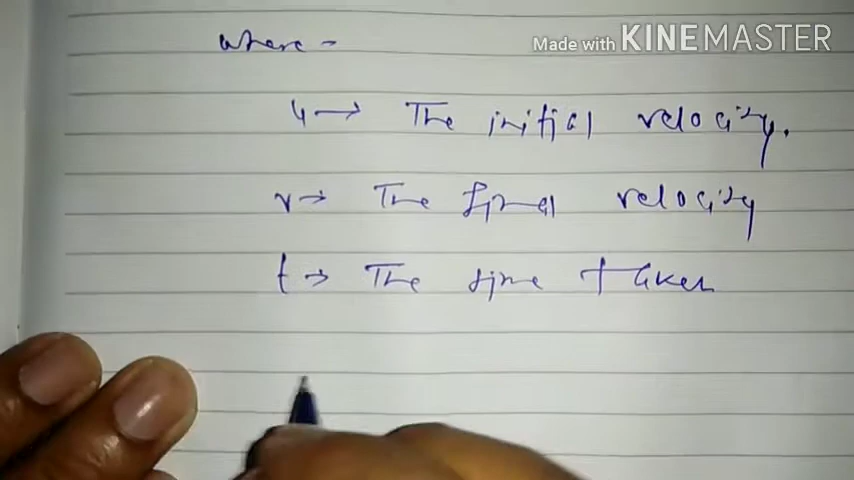 where -
Made with KINEMASTER
u → The initial velocity.
v → The final velocity
t → The time taken